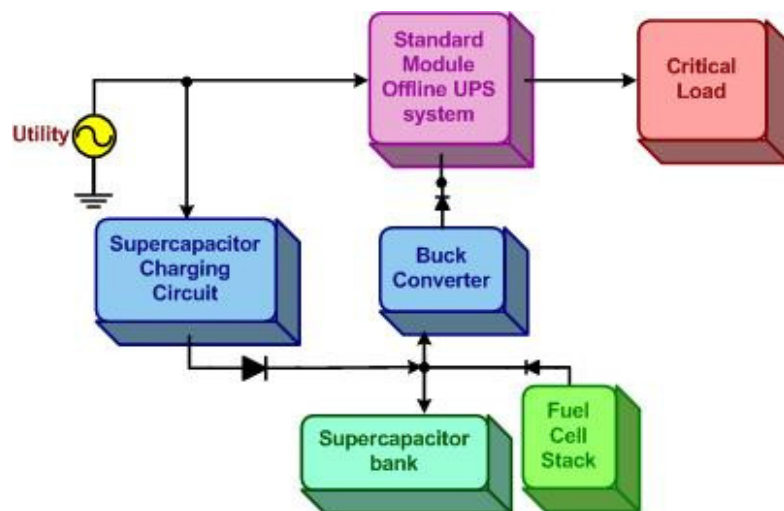 Standard
Module
Offline UPS
system
Critical
Load
Utility
Supercapacitor
Charging
Circuit
Buck
Converter
Supercapacitor
bank
Fuel
Cell
Stack